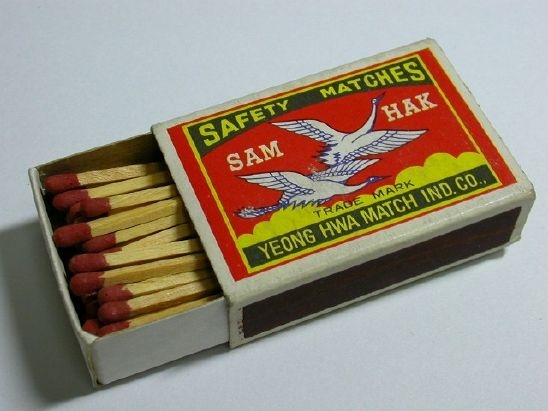 SAFETY MATCHES
SAM HAK
TRADE MARK
YEONG HWA MATCH IND. CO.,